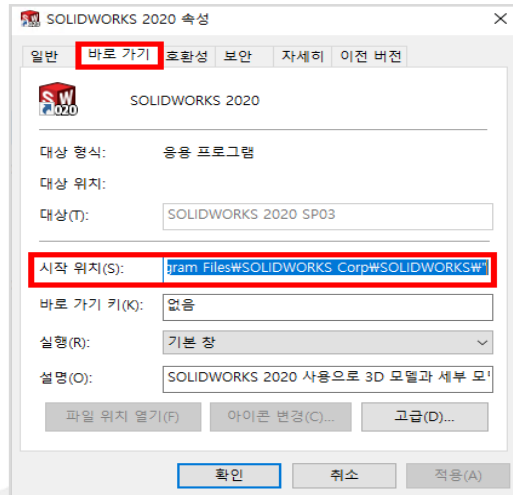 SOLIDWORKS 2020 속성
일반 바로 가기 호환성 보안 자세히 이전 버전
SW
2020
SOLIDWORKS 2020
대상 형식: 응용 프로그램
대상 위치:
대상(T): SOLIDWORKS 2020 SP03
시작 위치(S): gram Files₩SOLIDWORKS Corp₩SOLIDWORKS₩"
바로 가기 키(K): 없음
실행(R): 기본 창
설명(O): SOLIDWORKS 2020 사용으로 3D 모델과 세부 모
파일 위치 열기(F) 아이콘 변경(C)... 고급(D)...
확인 취소 적용(A)